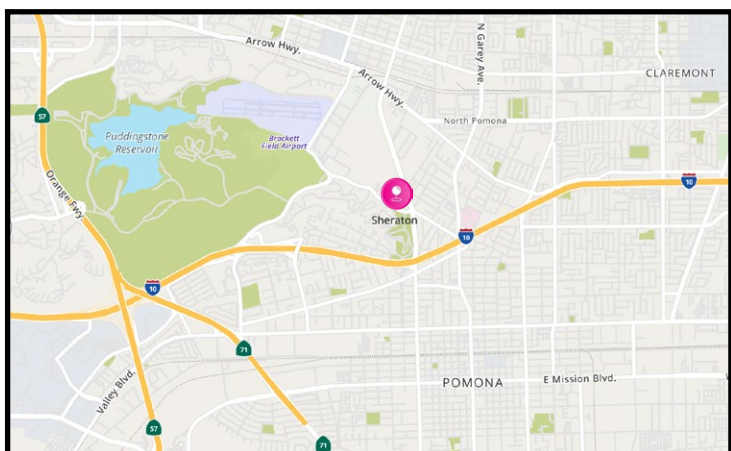 Arrow Hwy.
N Garey Ave.
CLAREMONT
Arrow Hwy.
57
North Pomona
Puddingstone
Reservoir
Brackett
Field Airport
10
Orange Fwy.
Sheraton
10
10
71
Valley Blvd.
POMONA
E Mission Blvd.
57
71